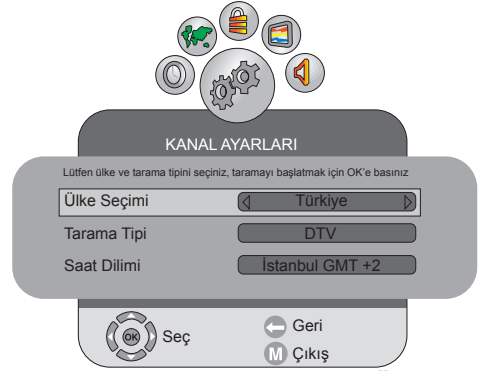 KANAL AYARLARI
Lütfen ülke ve tarama tipini seçiniz, taramayı başlatmak için OK'e basınız
Ülke Seçimi Türkiye
Tarama Tipi DTV
Saat Dilimi İstanbul GMT +2
OK Seç
Geri
M Çıkış